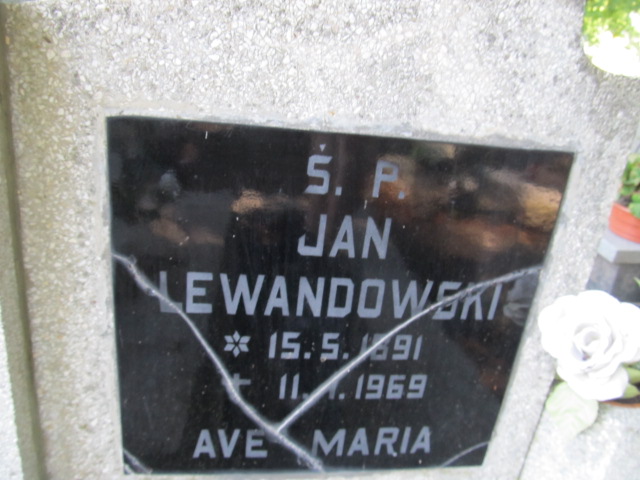 Ś. P.
JAN
LEWANDOWSKI
* 15.5.1891
+ 11.1.1969
AVE MARIA